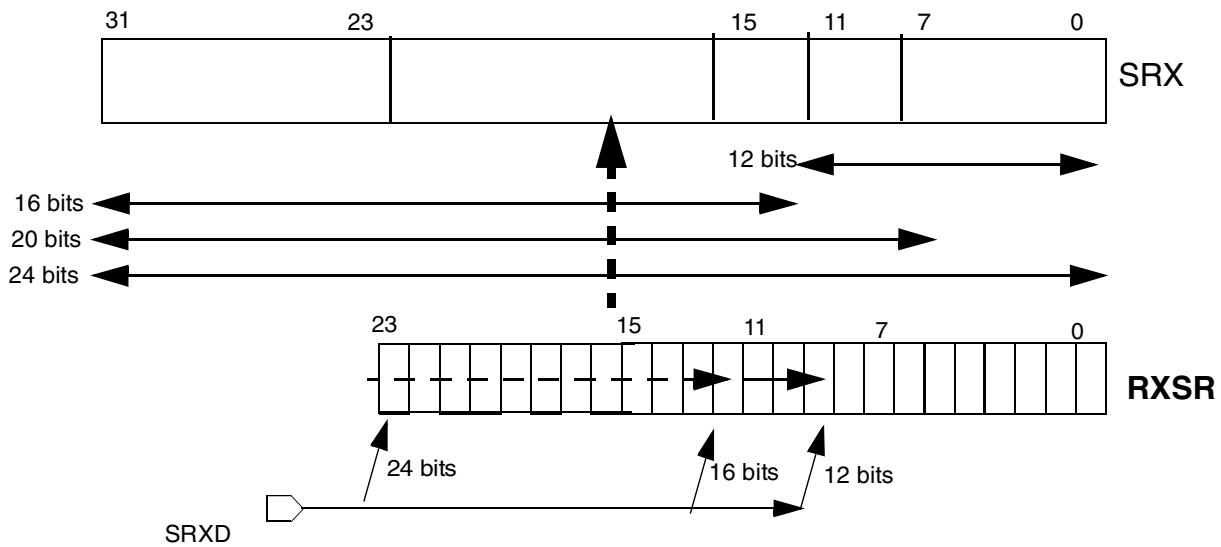 31 23 15 11 7 0
SRX
12 bits
16 bits
20 bits
24 bits
23 15 11 7 0
RXSR
24 bits 16 bits 12 bits
SRXD